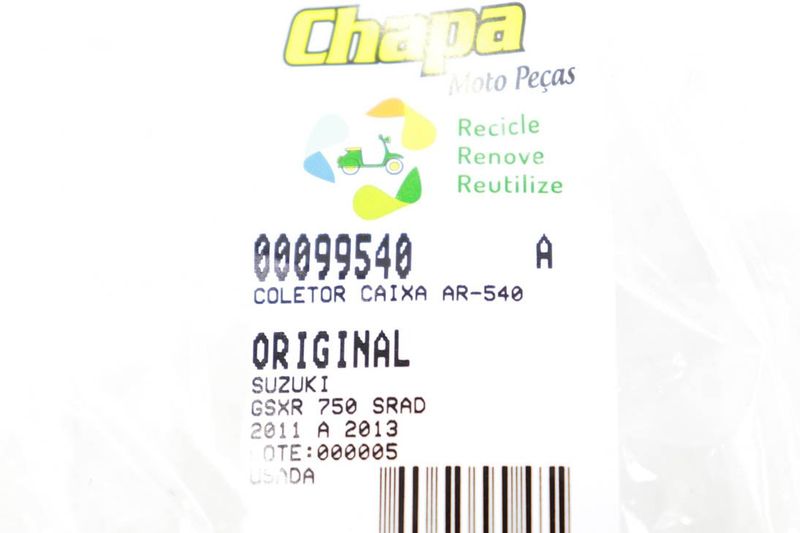 Chapa
Moto Peças
Recicle
Renove
Reutilize
00099540 A
COLETOR CAIXA AR-540
ORIGINAL
SUZUKI
GSXR 750 SRAD
2011 A 2013
LOTE:000005
USADA